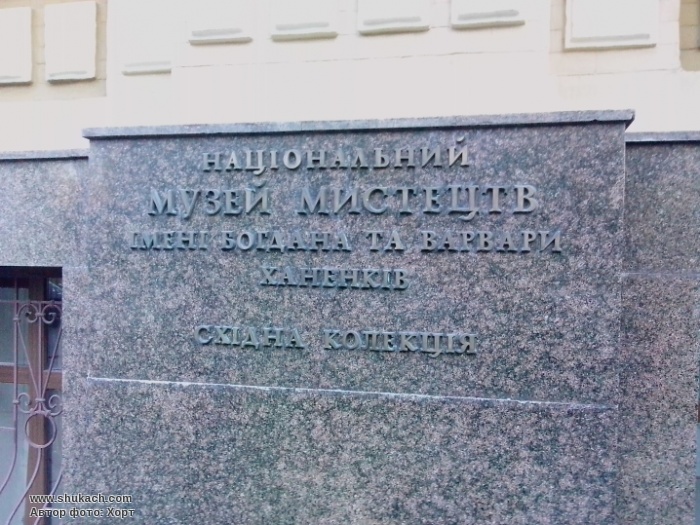 НАЦІОНАЛЬНИЙ
МУЗЕЙ МИСТЕЦТВ
ІМЕНІ БОГДАНА ТА ВАРВАРИ
ХАНЕНКІВ
СХІДНА КОЛЕКЦІЯ
www.shukach.com
Автор фото: Хорт